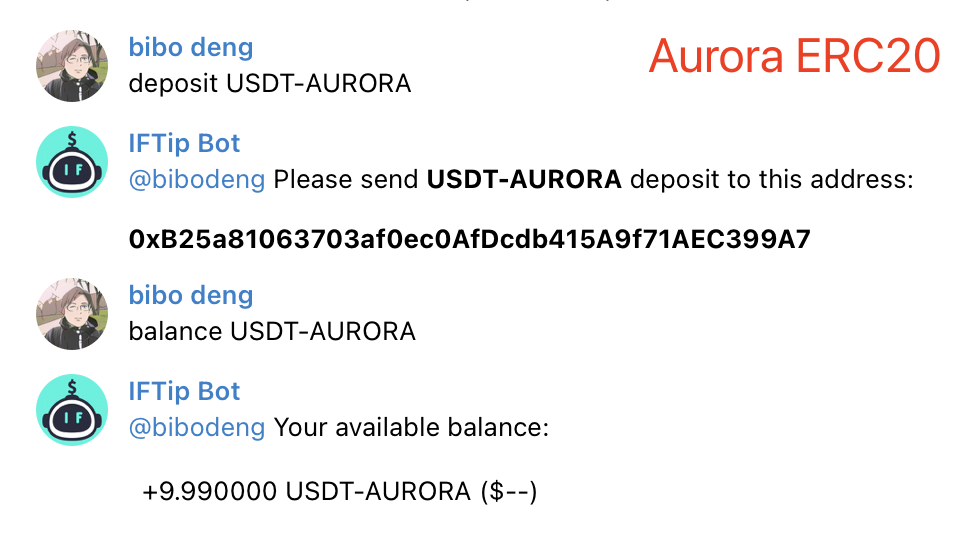 bibo deng
Aurora ERC20
deposit USDT-AURORA
$
I F
IFTip Bot
@bibodeng Please send USDT-AURORA deposit to this address:
0xB25a81063703af0ec0AfDcdb415A9f71AEC399A7
bibo deng
balance USDT-AURORA
$
I F
IFTip Bot
@bibodeng Your available balance:
+9.990000 USDT-AURORA ($--)